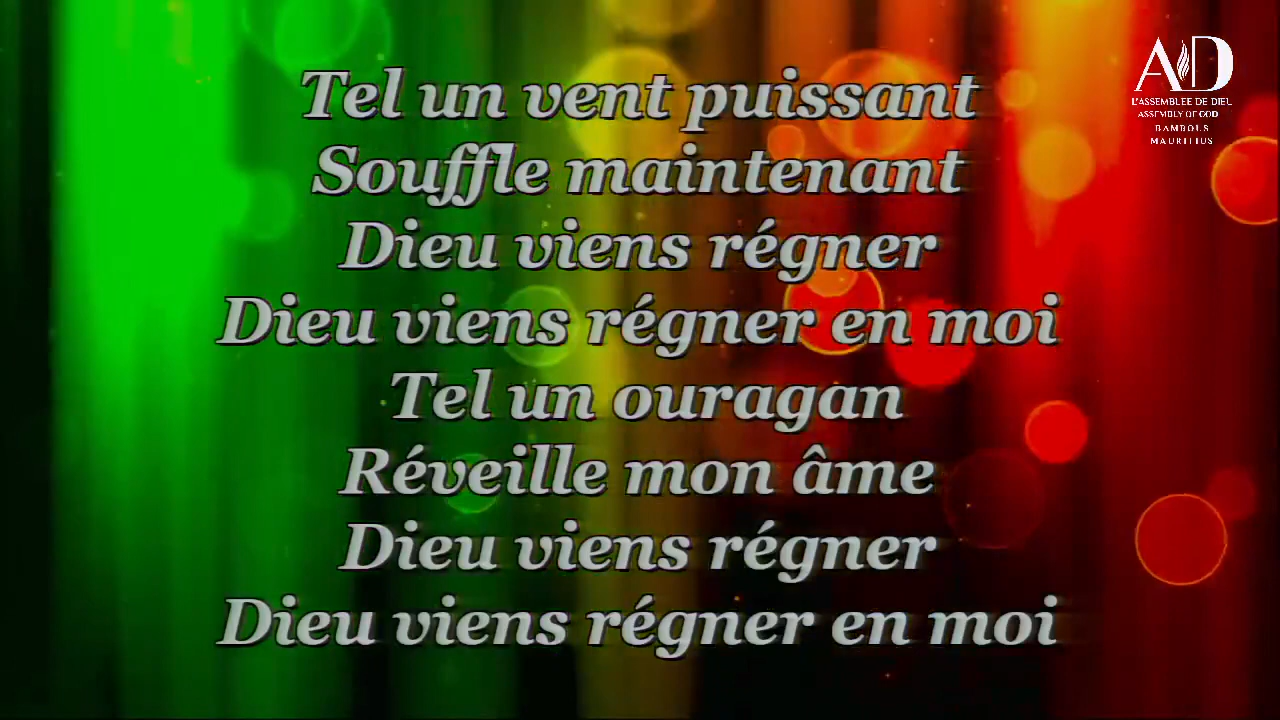 Tel un vent puissant
Souffle maintenant
Dieu viens régner
Dieu viens régner en moi
Tel un ouragan
Réveille mon âme
Dieu viens régner
Dieu viens régner en moi
AD
L'ASSEMBLEE DE DIEU
ASSEMBLY OF GOD
BAMBOUS
MAURITIUS